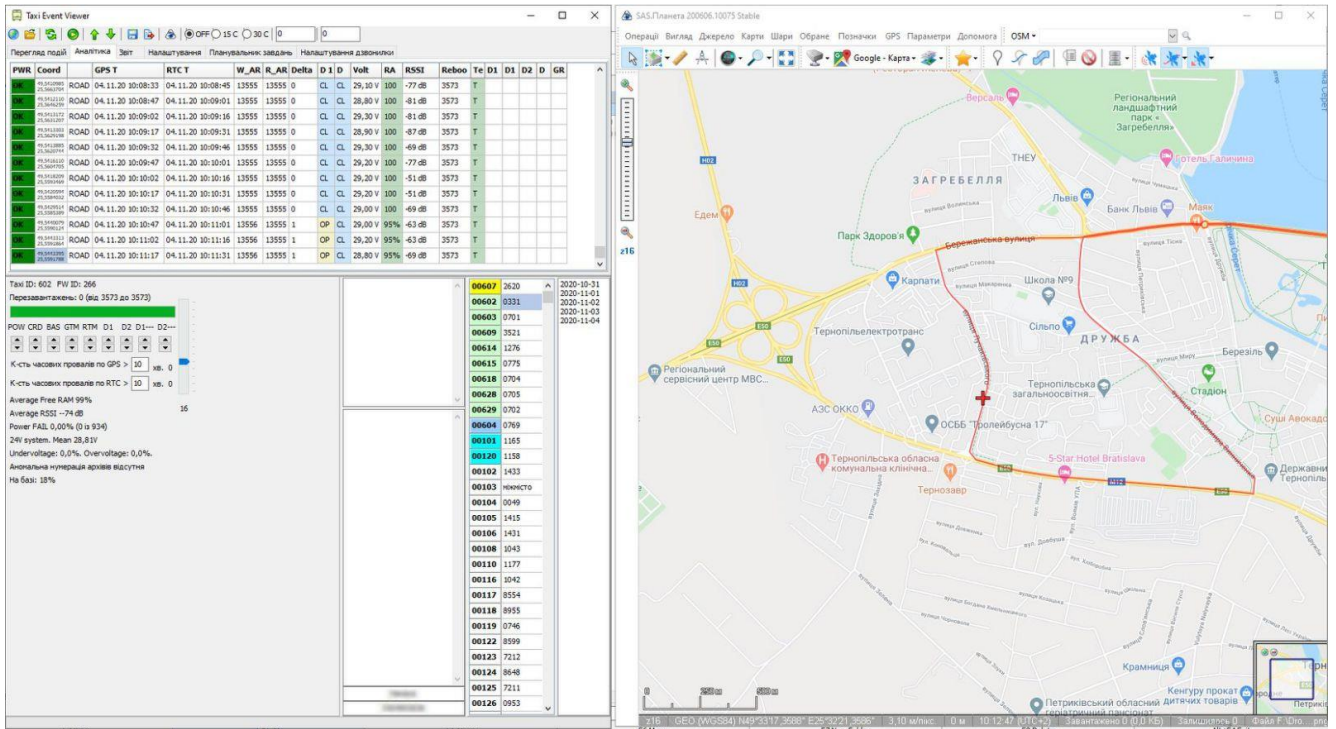 Taxi Event Viewer
OFF 15 C 30 C 0 0
Перегляд подій Аналітика Звіт Налаштування Планувальник завдань Налаштування дзвонилки
PWR Coord GPS T RTC T W_AR R_AR Delta D 1 D Volt RA RSSI Reboo Te D1 D1 D2 D GR
OK ROAD 04.11.20 10:08:33 04.11.20 10:08:45 13555 13555 0 CL CL 29,10 V 100 -77 dB 3573 T
OK ROAD 04.11.20 10:08:47 04.11.20 10:09:01 13555 13555 0 CL CL 28,80 V 100 -81 dB 3573 T
OK ROAD 04.11.20 10:09:02 04.11.20 10:09:16 13555 13555 0 CL CL 29,30 V 100 -81 dB 3573 T
OK ROAD 04.11.20 10:09:17 04.11.20 10:09:31 13555 13555 0 CL CL 28,90 V 100 -87 dB 3573 T
OK ROAD 04.11.20 10:09:32 04.11.20 10:09:46 13555 13555 0 CL CL 29,20 V 100 -69 dB 3573 T
OK ROAD 04.11.20 10:09:47 04.11.20 10:10:01 13555 13555 0 CL CL 29,20 V 100 -77 dB 3573 T
OK ROAD 04.11.20 10:10:02 04.11.20 10:10:16 13555 13555 0 CL CL 29,20 V 100 -51 dB 3573 T
OK ROAD 04.11.20 10:10:17 04.11.20 10:10:31 13555 13555 0 CL CL 29,20 V 100 -51 dB 3573 T
OK ROAD 04.11.20 10:10:32 04.11.20 10:10:46 13555 13555 0 CL CL 29,00 V 100 -69 dB 3573 T
OK ROAD 04.11.20 10:10:47 04.11.20 10:11:01 13556 13555 1 OP CL 29,00 V 95% -63 dB 3573 T
OK ROAD 04.11.20 10:11:02 04.11.20 10:11:16 13556 13555 1 OP CL 29,20 V 95% -63 dB 3573 T
OK ROAD 04.11.20 10:11:17 04.11.20 10:11:31 13556 13555 1 OP CL 28,80 V 95% -69 dB 3573 T
Taxi ID: 602 FW ID: 266
Перезавантажень: 0 (від 3573 до 3573)
POW CRD BAS GTM RTM D1 D2 D1--- D2---
К-сть часових провалів по GPS > 10 хв. 0
К-сть часових провалів по RTC > 10 хв. 0
16
Average Free RAM 99%
Average RSSI --74 dB
Power FAIL 0,00% (0 із 934)
24V system. Mean 28,81V
Undervoltage: 0,0%. Overvoltage: 0,0%.
Аномальна нумерація архівів відсутня
На базі: 18%
00607 2620
00602 0331
00603 0701
00609 3521
00614 1276
00615 0775
00618 0704
00628 0705
00629 0702
00604 0769
00101 1165
00120 1158
00102 1433
00103 НІЖМІСТО
00104 0049
00105 1415
00106 1431
00108 1043
00110 1177
00116 1042
00117 8554
00118 8955
00119 0746
00122 8599
00123 7212
00124 8648
00125 7211
00126 0953
2020-10-31
2020-11-01
2020-11-02
2020-11-03
2020-11-04
SAS.Планета 200606.10075 Stable
Операції Вигляд Джерело Карти Шари Обране Позначки GPS Параметри Допомога OSM
Google - Карта
z16
Версаль
Регіональний
ландшафтний
парк «
Загребелля»
ТНЕУ
Готель Галичина
H02
ЗАГРЕБЕЛЛЯ
вулиця Волинська
Львів
Банк Львів
Маяк
Едем
Парк Здоров'я
Бережанська вулиця
вулиця Тісна
вулиця Степова
H02
Карпати
вулиця Макаренка
Школа №9
E50
Тернопільелектротранс
Сільпо
ДРУЖБА
E50
вулиця Миру
Березіль
Регіональний
сервісний центр МВС...
Тернопільська
загальноосвітня...
Стадіон
АЗС ОККО
ОСББ "Тролейбусна 17"
Суші Авокадо
Тернопільська обласна
комунальна клінічна...
5-Star Hotel Bratislava
Державни
Тернопіль
Тернозавр
M12
вул. Довбуша
Крамниця
Кенгуру прокат
дитячих товарів
Петриківський обласний
геріатричний пансіонат
0 250 м 500 м
z16 GEO (WGS84) N49°33'17,3588" E25°32'21,3586" 3,10 м/пікс. 0 м 10:12:47 (UTC+2) Завантажено 0 (0,0 КБ) Залишилось 0 Файл F:\Dro....png